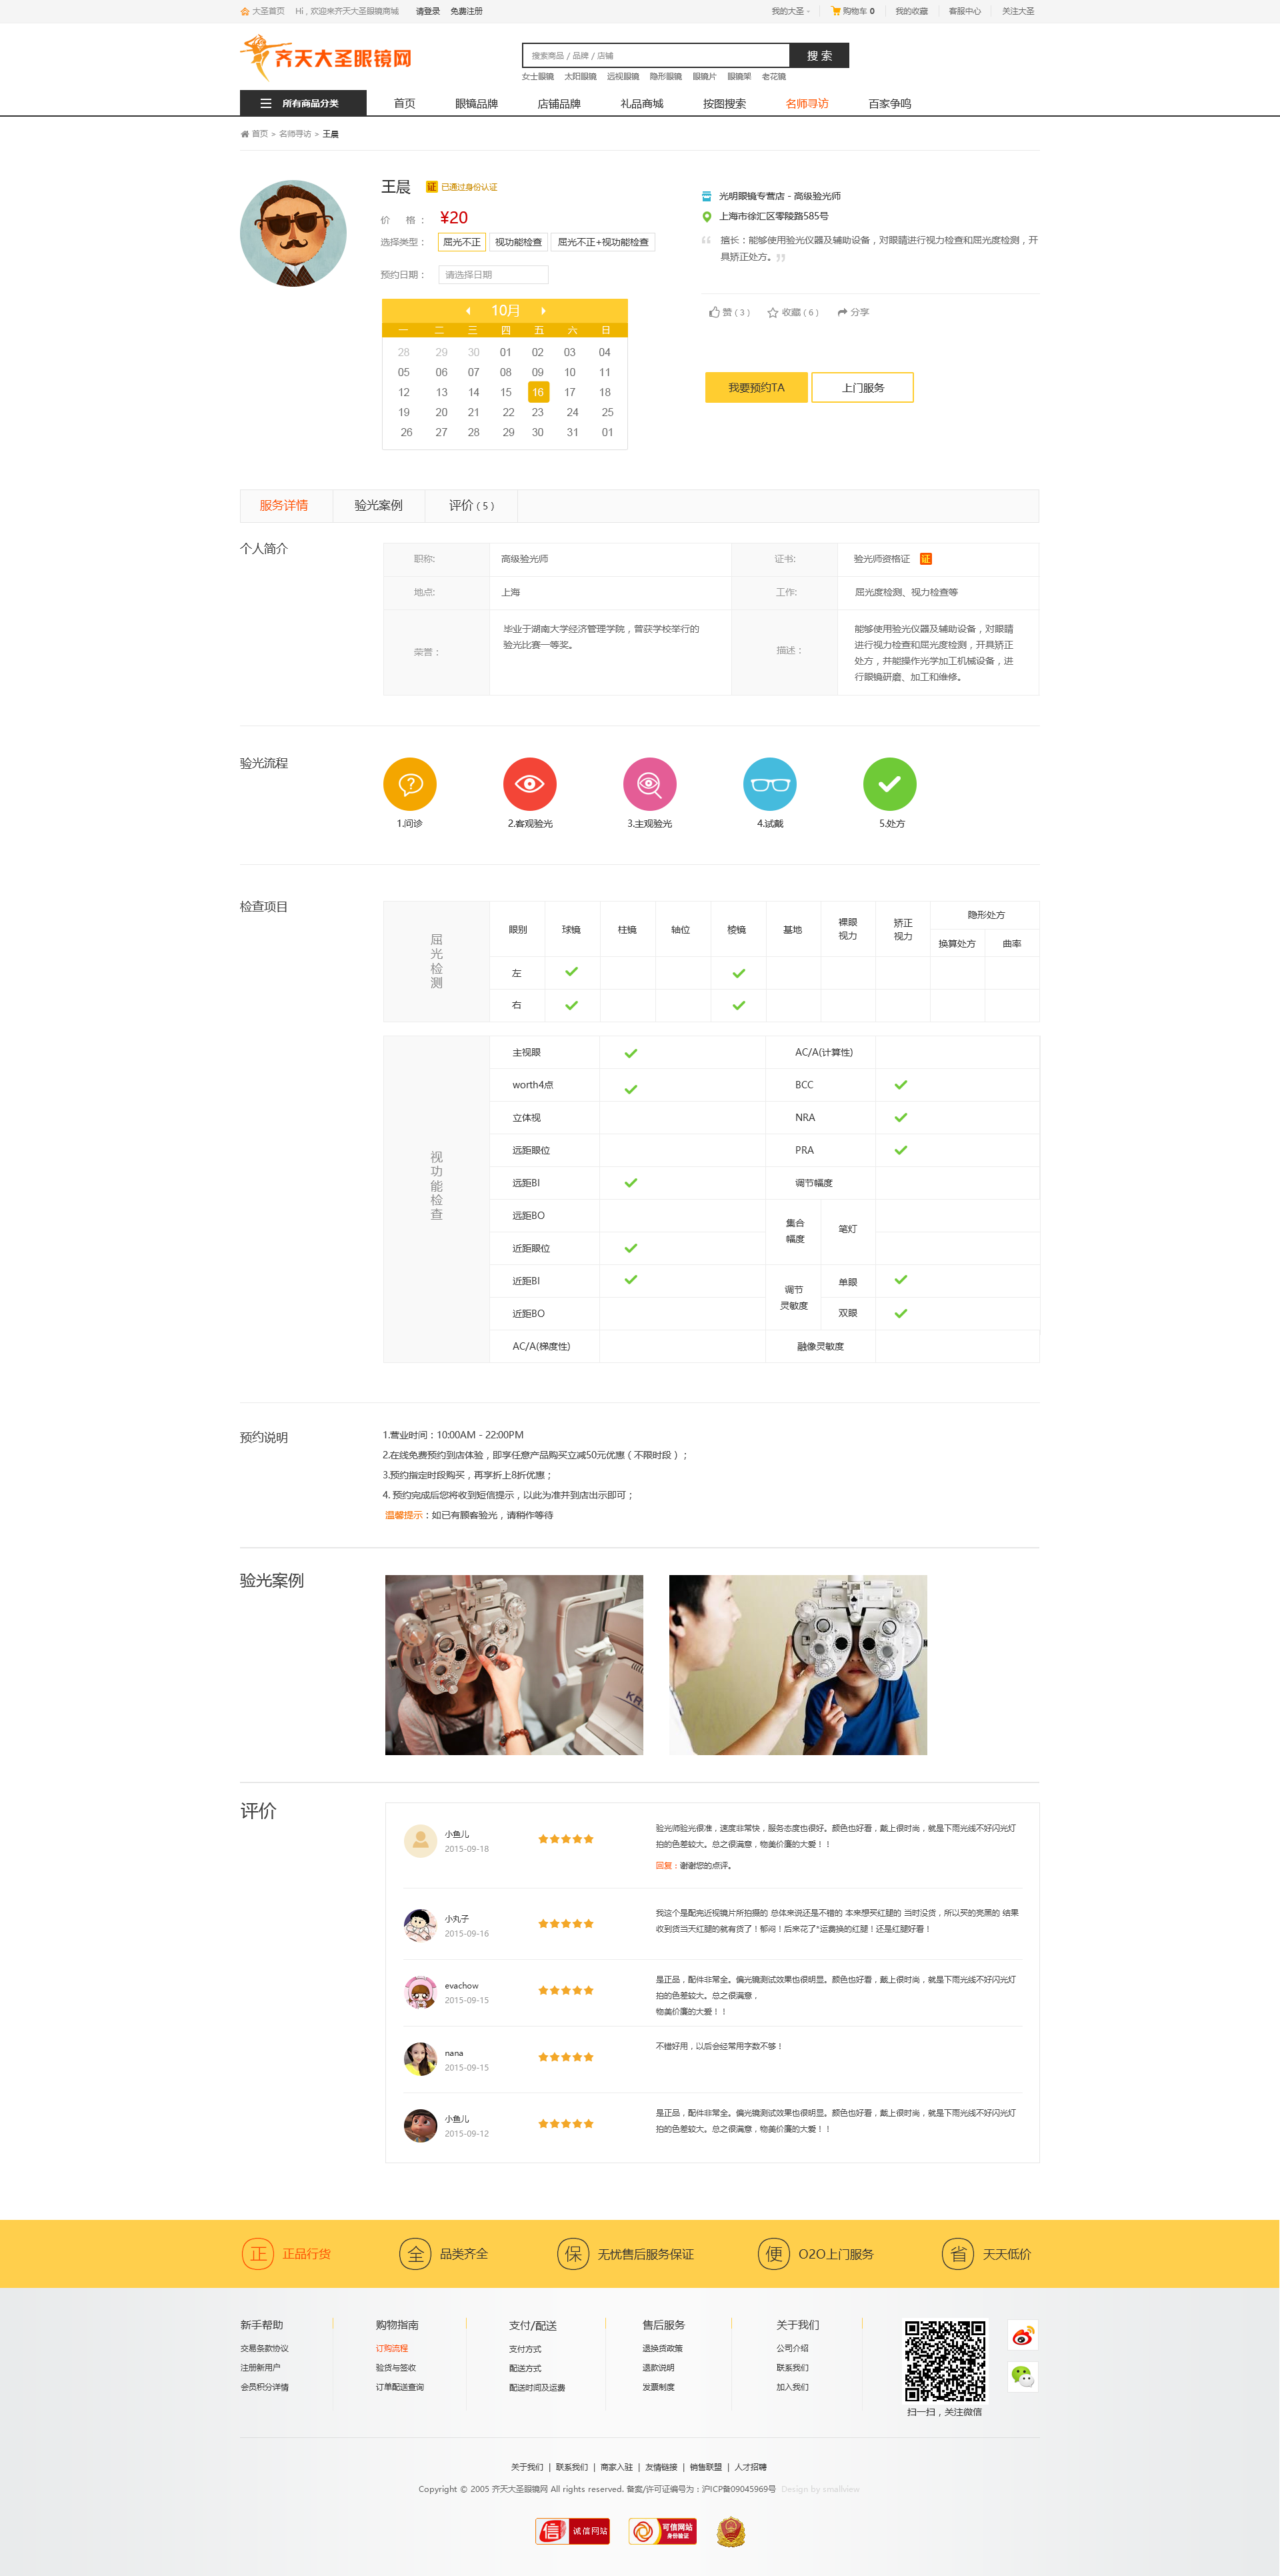 大圣首页 Hi，欢迎来齐天大圣眼镜商城 请登录 免费注册 我的大圣 购物车 0 我的收藏 客服中心 关注大圣
齐天大圣眼镜网
搜索商品 / 品牌 / 店铺 搜 索
女士眼镜 太阳眼镜 远视眼镜 隐形眼镜 眼镜片 眼镜架 老花镜
所有商品分类 首页 眼镜品牌 店铺品牌 礼品商城 按图搜索 名师寻访 百家争鸣
首页 > 名师寻访 > 王晨
王晨 证 已通过身份认证
价 格： ¥20
选择类型： 屈光不正 视功能检查 屈光不正+视功能检查
预约日期： 请选择日期
10月
一 二 三 四 五 六 日
28 29 30 01 02 03 04
05 06 07 08 09 10 11
12 13 14 15 16 17 18
19 20 21 22 23 24 25
26 27 28 29 30 31 01
光明眼镜专营店 - 高级验光师
上海市徐汇区零陵路585号
“ 擅长：能够使用验光仪器及辅助设备，对眼睛进行视力检查和屈光度检测，开
具矫正处方。”
赞（3） 收藏（6） 分享
我要预约TA 上门服务
服务详情 验光案例 评价（5）
个人简介
职称: 高级验光师 证书: 验光师资格证 证
地点: 上海 工作: 屈光度检测、视力检查等
荣誉： 毕业于湖南大学经济管理学院，曾获学校举行的
验光比赛一等奖。
描述： 能够使用验光仪器及辅助设备，对眼睛
进行视力检查和屈光度检测，开具矫正
处方，并能操作光学加工机械设备，进
行眼镜研磨、加工和维修。
验光流程
1.问诊 2.客观验光 3.主观验光 4.试戴 5.处方
检查项目
屈光检测
眼别 球镜 柱镜 轴位 棱镜 基地 裸眼视力 矫正视力 隐形处方
换算处方 曲率
左
右
视功能检查
主视眼 AC/A(计算性)
worth4点 BCC
立体视 NRA
远距眼位 PRA
远距BI 调节幅度
远距BO 集合幅度 笔灯
近距眼位
近距BI 调节灵敏度 单眼
近距BO 双眼
AC/A(梯度性) 融像灵敏度
预约说明
1.营业时间：10:00AM - 22:00PM
2.在线免费预约到店体验，即享任意产品购买立减50元优惠（不限时段）；
3.预约指定时段购买，再享折上8折优惠；
4. 预约完成后您将收到短信提示，以此为准并到店出示即可；
温馨提示：如已有顾客验光，请稍作等待
验光案例
评价
小鱼儿
2015-09-18
验光师验光很准，速度非常快，服务态度也很好。颜色也好看，戴上很时尚，就是下雨光线不好闪光灯
拍的色差较大。总之很满意，物美价廉的大爱！！
回复：谢谢您的点评。
小丸子
2015-09-16
我这个是配完近视镜片所拍摄的 总体来说还是不错的 本来想买红腿的 当时没货，所以买的亮黑的 结果
收到货当天红腿的就有货了！郁闷！后来花了*运费换的红腿！还是红腿好看！
evachow
2015-09-15
是正品，配件非常全。偏光镜测试效果也很明显。颜色也好看，戴上很时尚，就是下雨光线不好闪光灯
拍的色差较大。总之很满意，
物美价廉的大爱！！
nana
2015-09-15
不错好用，以后会经常用字数不够！
小鱼儿
2015-09-12
是正品，配件非常全。偏光镜测试效果也很明显。颜色也好看，戴上很时尚，就是下雨光线不好闪光灯
拍的色差较大。总之很满意，物美价廉的大爱！！
正 正品行货 全 品类齐全 保 无忧售后服务保证 便 O2O上门服务 省 天天低价
新手帮助 购物指南 支付/配送 售后服务 关于我们
交易条款协议 订购流程 支付方式 退换货政策 公司介绍
注册新用户 验货与签收 配送方式 退款说明 联系我们
会员积分详情 订单配送查询 配送时间及运费 发票制度 加入我们
扫一扫，关注微信
关于我们 | 联系我们 | 商家入驻 | 友情链接 | 销售联盟 | 人才招聘
Copyright © 2005 齐天大圣眼镜网 All rights reserved. 备案/许可证编号为：沪ICP备09045969号 Design by smallview
信 诚信网站 可信网站
身份验证